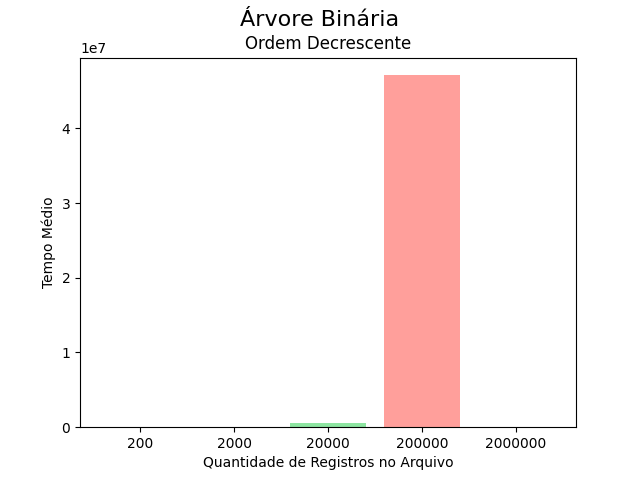 Árvore Binária
Ordem Decrescente
1e7
4
3
2
1
0
Tempo Médio
200 2000 20000 200000 2000000
Quantidade de Registros no Arquivo